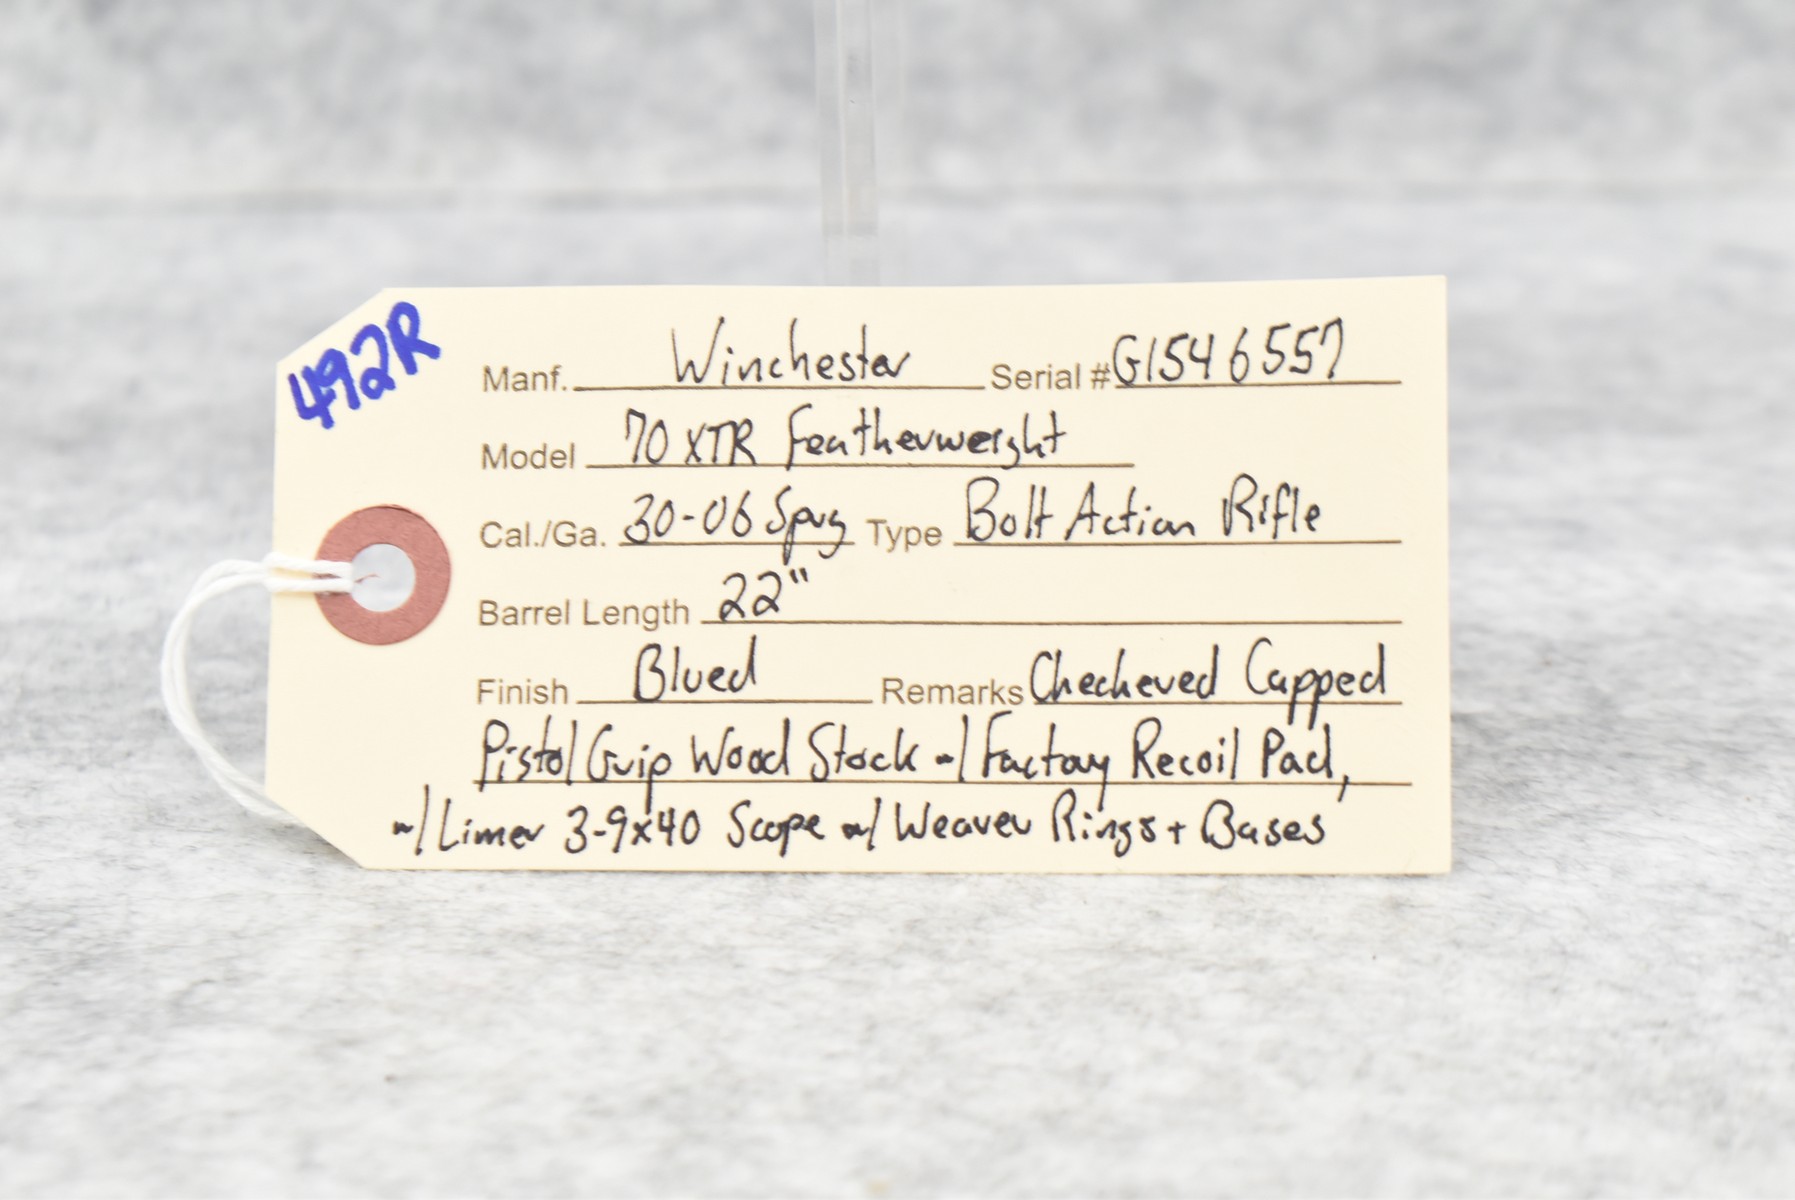 492R
Manf. Winchester Serial # G1546557
Model 70 XTR Featherweight
Cal./Ga. 30-06 Sprg Type Bolt Action Rifle
Barrel Length 22"
Finish Blued Remarks Checkered Capped
Pistol Grip Wood Stock w/ Factory Recoil Pad,
w/ Limer 3-9x40 Scope w/ Weaver Rings + Bases